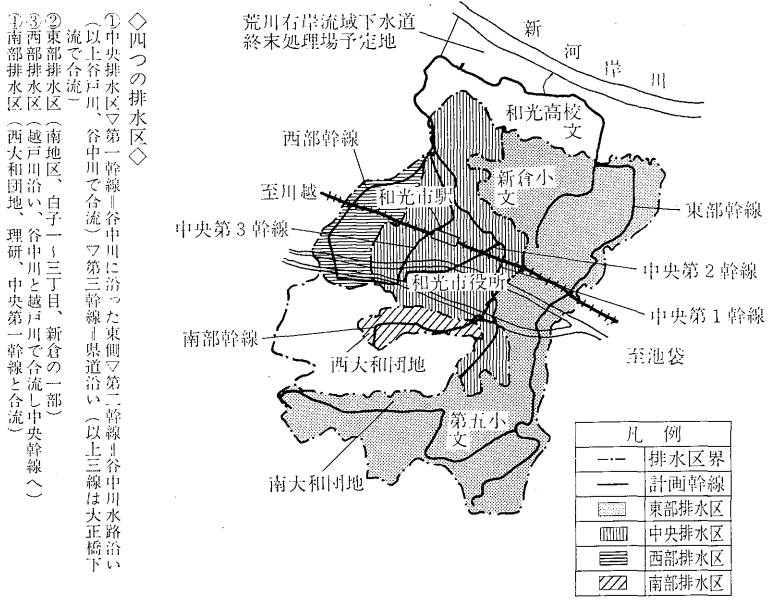 ◇四つの排水区◇
①中央排水区▽第一幹線＝谷中川に沿った東側▽第二幹線＝谷中川水路沿い
（以上谷戸川、谷中川で合流）▽第三幹線＝県道沿い（以上三線は大正橋下
流で合流）
②東部排水区（南地区、白子一～三丁目、新倉の一部）
③西部排水区（越戸川沿い、谷中川と越戸川で合流し中央幹線へ）
①南部排水区（西大和団地、理研、中央第一幹線と合流）
荒川右岸流域下水道
終末処理場予定地
新河岸川
和光高校
文
西部幹線
新倉小
文
至川越
和光市駅
東部幹線
中央第3幹線
中央第2幹線
和光市役所
中央第1幹線
南部幹線
西大和団地
至池袋
第五小
文
南大和団地
凡例
排水区界
計画幹線
東部排水区
中央排水区
西部排水区
南部排水区